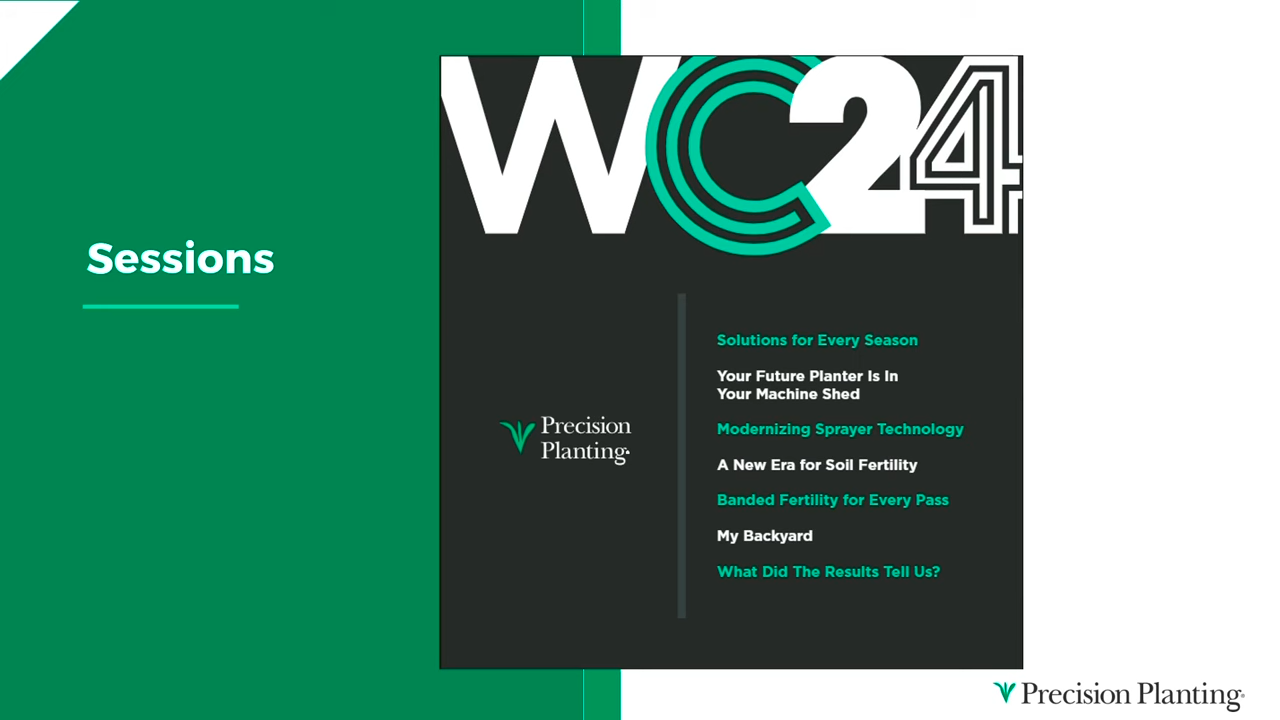 Sessions
WC24
Precision
Planting.
Solutions for Every Season
Your Future Planter Is In
Your Machine Shed
Modernizing Sprayer Technology
A New Era for Soil Fertility
Banded Fertility for Every Pass
My Backyard
What Did The Results Tell Us?
Precision Planting®